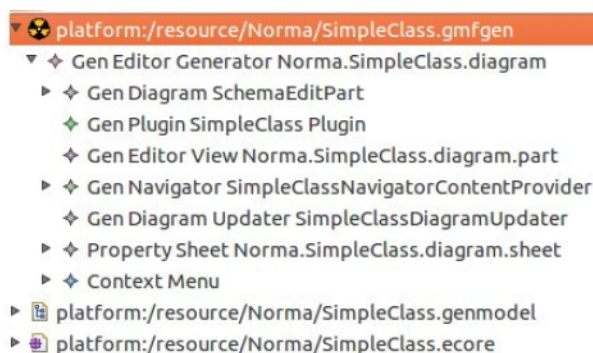 platform:/resource/Norma/SimpleClass.gmfgen
Gen Editor Generator Norma.SimpleClass.diagram
Gen Diagram SchemaEditPart
Gen Plugin SimpleClass Plugin
Gen Editor View Norma.SimpleClass.diagram.part
Gen Navigator SimpleClassNavigatorContentProvider
Gen Diagram Updater SimpleClassDiagramUpdater
Property Sheet Norma.SimpleClass.diagram.sheet
Context Menu
platform:/resource/Norma/SimpleClass.genmodel
platform:/resource/Norma/SimpleClass.ecore